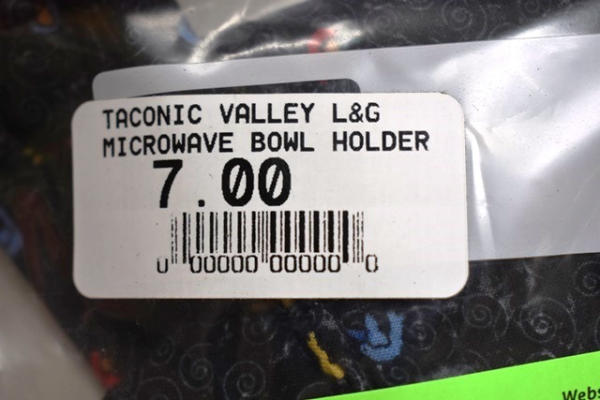 TACONIC VALLEY L&G
MICROWAVE BOWL HOLDER
7.00
0 00000 00000 0